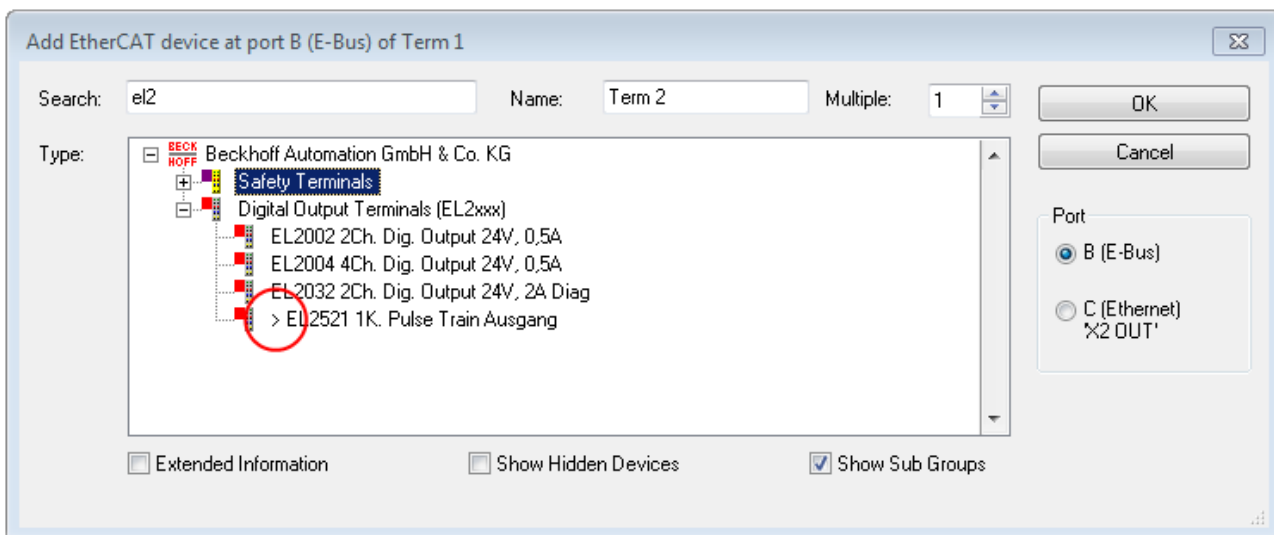 Add EtherCAT device at port B (E-Bus) of Term 1
Search: el2 Name: Term 2 Multiple: 1 OK
Cancel
Type: BECKHOFF Beckhoff Automation GmbH & Co. KG
Safety Terminals
Digital Output Terminals (EL2xxx)
EL2002 2Ch. Dig. Output 24V, 0,5A
EL2004 4Ch. Dig. Output 24V, 0,5A
EL2032 2Ch. Dig. Output 24V, 2A Diag
> EL2521 1K. Pulse Train Ausgang
Port
B (E-Bus)
C (Ethernet)
'X2 OUT'
Extended Information Show Hidden Devices Show Sub Groups